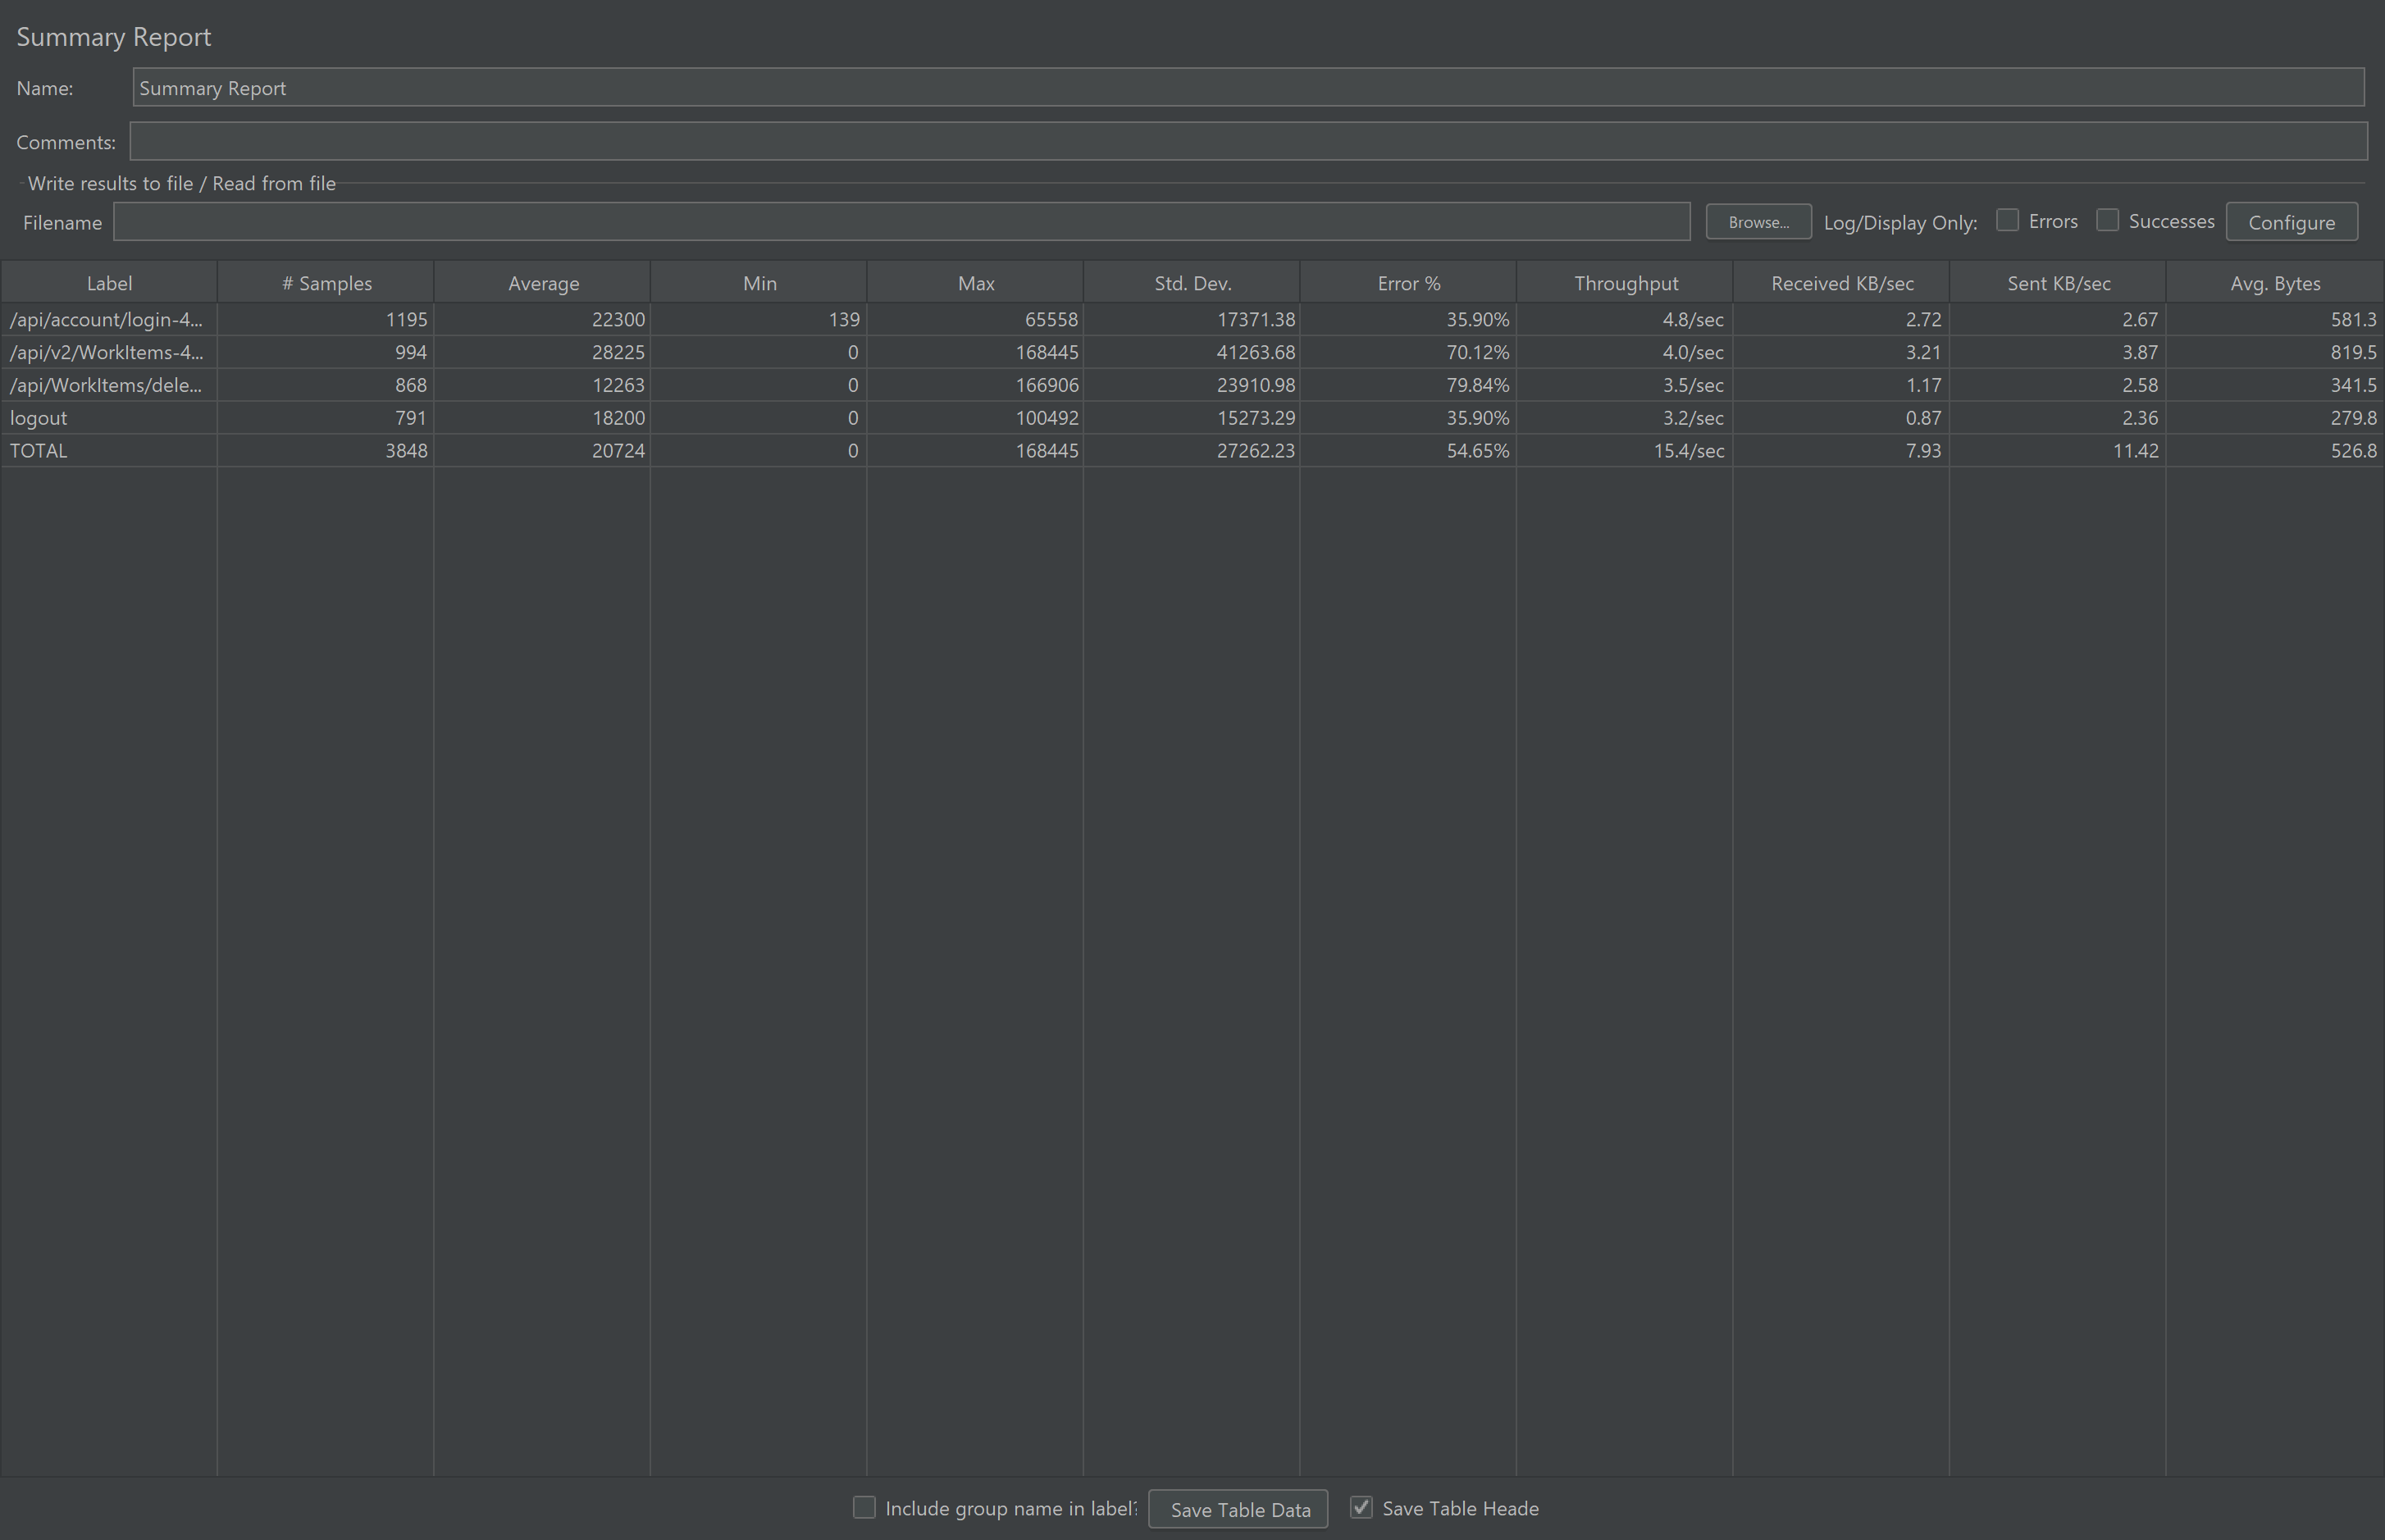 Summary Report
Name: Summary Report
Comments:
Write results to file / Read from file
Filename Browse... Log/Display Only: Errors Successes Configure
Label # Samples Average Min Max Std. Dev. Error % Throughput Received KB/sec Sent KB/sec Avg. Bytes
/api/account/login-4... 1195 22300 139 65558 17371.38 35.90% 4.8/sec 2.72 2.67 581.3
/api/v2/WorkItems-4... 994 28225 0 168445 41263.68 70.12% 4.0/sec 3.21 3.87 819.5
/api/WorkItems/dele... 868 12263 0 166906 23910.98 79.84% 3.5/sec 1.17 2.58 341.5
logout 791 18200 0 100492 15273.29 35.90% 3.2/sec 0.87 2.36 279.8
TOTAL 3848 20724 0 168445 27262.23 54.65% 15.4/sec 7.93 11.42 526.8
Include group name in label? Save Table Data Save Table Heade